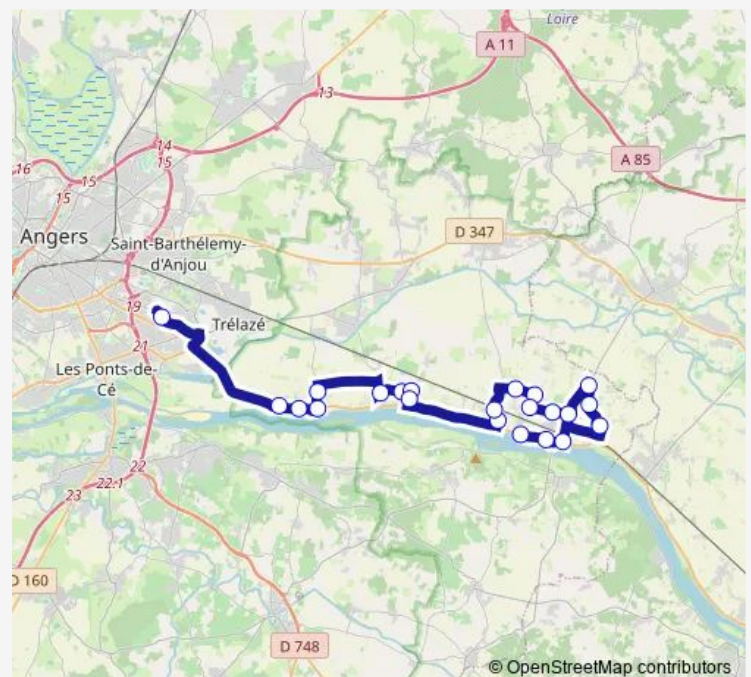 Loire
A 11
13
14
15
A 85
16
15
15
Angers
D 347
Saint-Barthélemy-
d'Anjou
19
Trélazé
21
Les Ponts-de-
Cé
22
22.1
23
D 160
D 748
© OpenStreetMap contributors